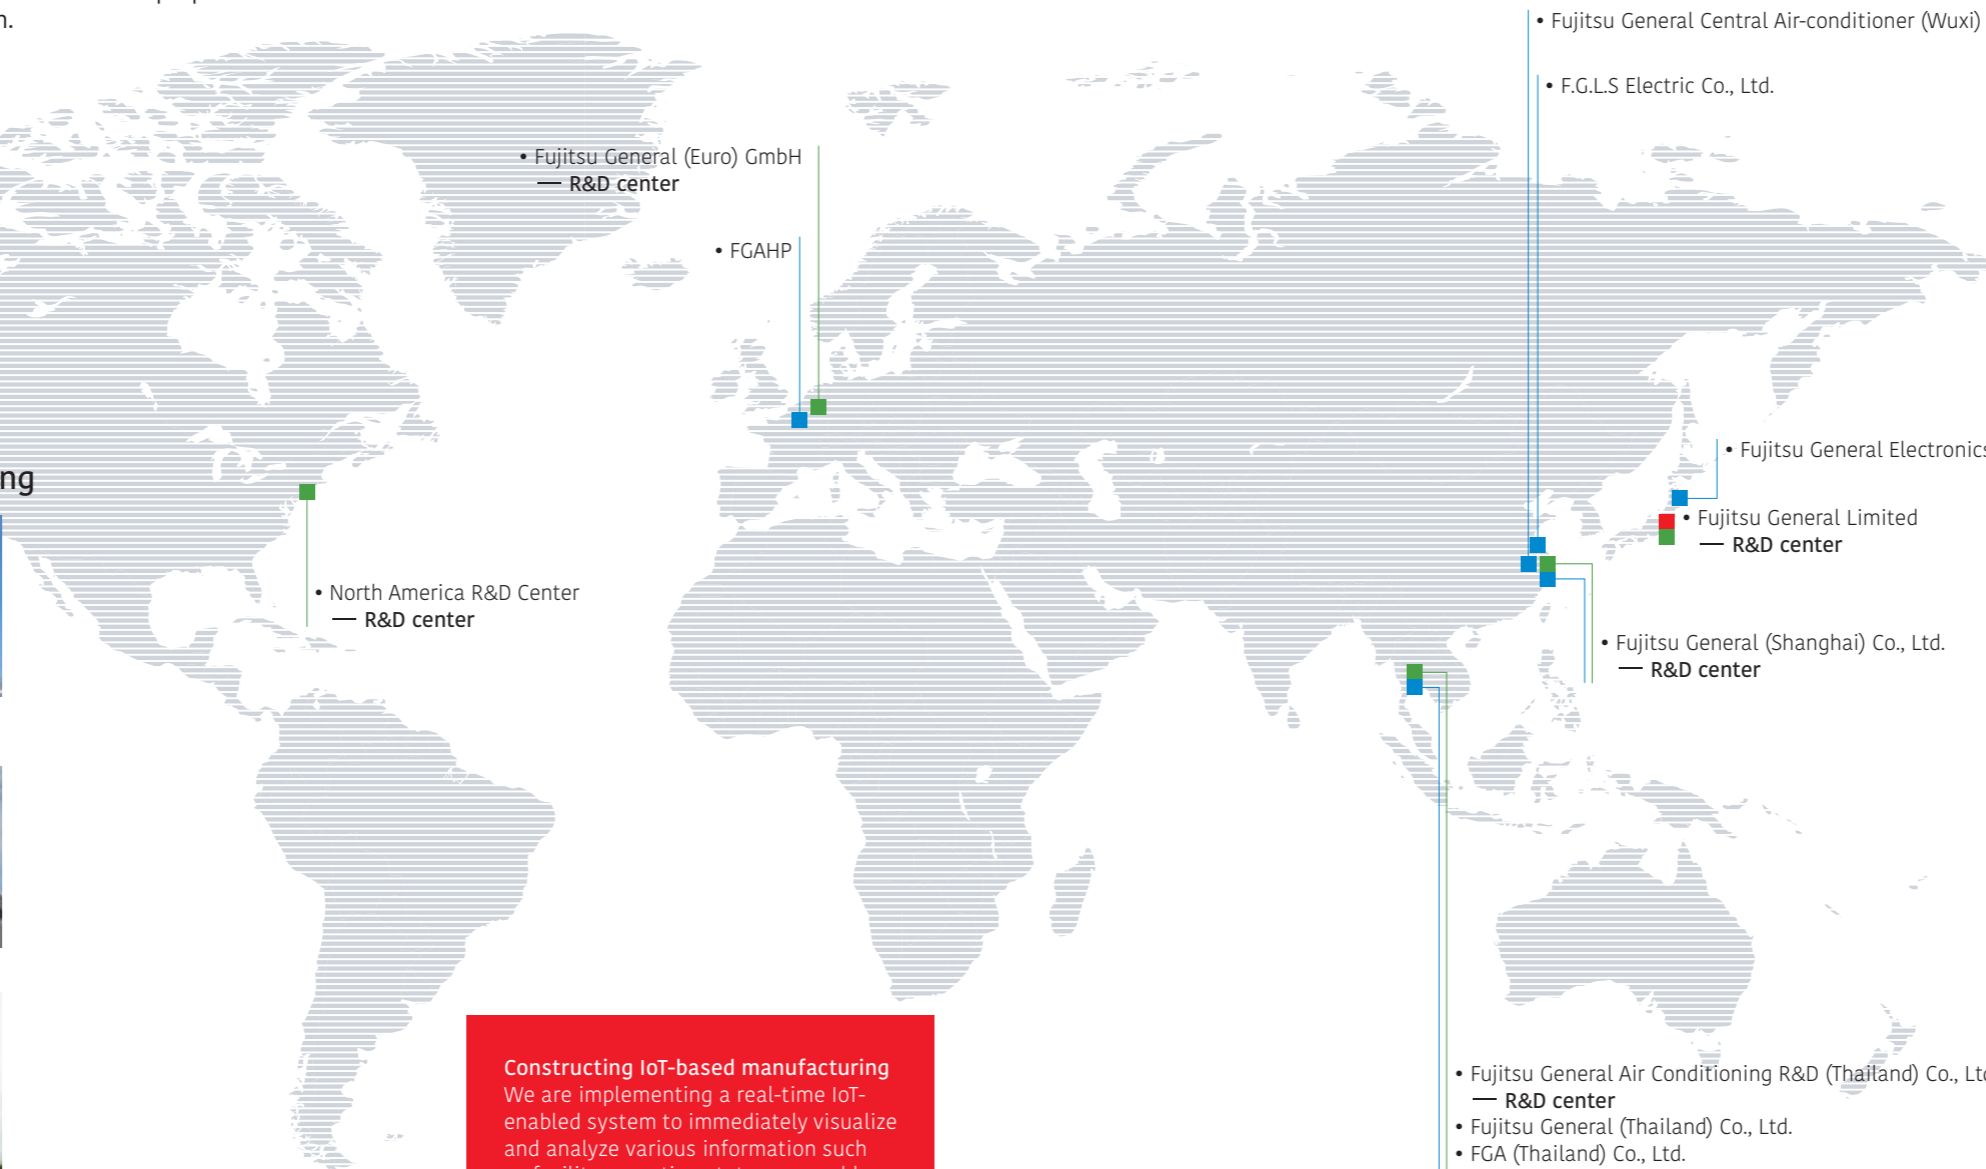 n.
• Fujitsu General Central Air-conditioner (Wuxi)
• F.G.L.S Electric Co., Ltd.
• Fujitsu General (Euro) GmbH
— R&D center
• FGAHP
• Fujitsu General Electronics
ng
• Fujitsu General Limited
— R&D center
• North America R&D Center
— R&D center
• Fujitsu General (Shanghai) Co., Ltd.
— R&D center
Constructing IoT-based manufacturing
We are implementing a real-time IoT-
enabled system to immediately visualize
and analyze various information such
• Fujitsu General Air Conditioning R&D (Thailand) Co., Ltd
— R&D center
• Fujitsu General (Thailand) Co., Ltd.
• FGA (Thailand) Co., Ltd.